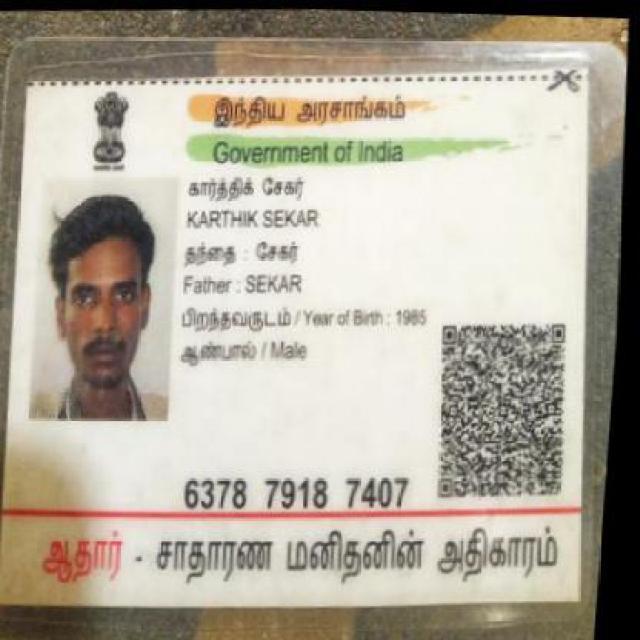 இந்திய அரசாங்கம்
Government of India
கார்த்திக் சேகர்
KARTHIK SEKAR
தந்தை : சேகர்
Father : SEKAR
பிறந்தவருடம் / Year of Birth : 1985
ஆண்பால் / Male
6378 7918 7407
ஆதார் - சாதாரண மனிதனின் அதிகாரம்